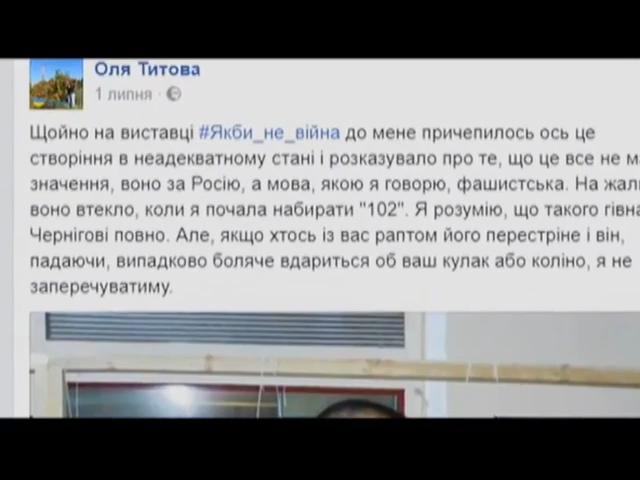 Оля Титова
1 липня ·
Щойно на виставці #Якби_не_війна до мене причепилось ось це
створіння в неадекватному стані і розказувало про те, що це все не
значення, воно за Росію, а мова, якою я говорю, фашистська. На
воно втекло, коли я почала набирати "102". Я розумію, що такого
Чернігові повно. Але, якщо хтось із вас раптом його перестріне і він,
падаючи, випадково боляче вдариться об ваш кулак або коліно, я не
заперечуватиму.